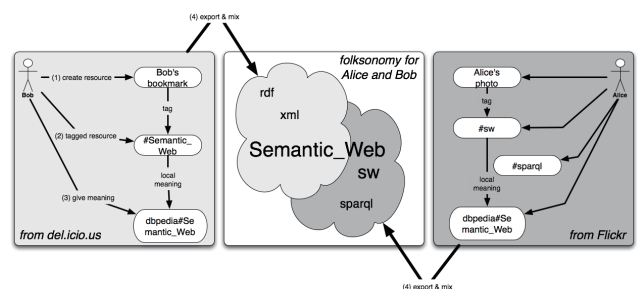 (4) export & mix
Bob
(1) create resource
Bob's
bookmark
tag
(2) tagged resource
#Semantic_
Web
local
meaning
(3) give meaning
dbpedia#Se
mantic_Web
from del.icio.us
folksonomy for
Alice and Bob
rdf
xml
Semantic_Web
sw
sparql
Alice's
photo
Alice
tag
#sw
#sparql
local
meaning
dbpedia#Se
mantic_Web
from Flickr
(4) export & mix